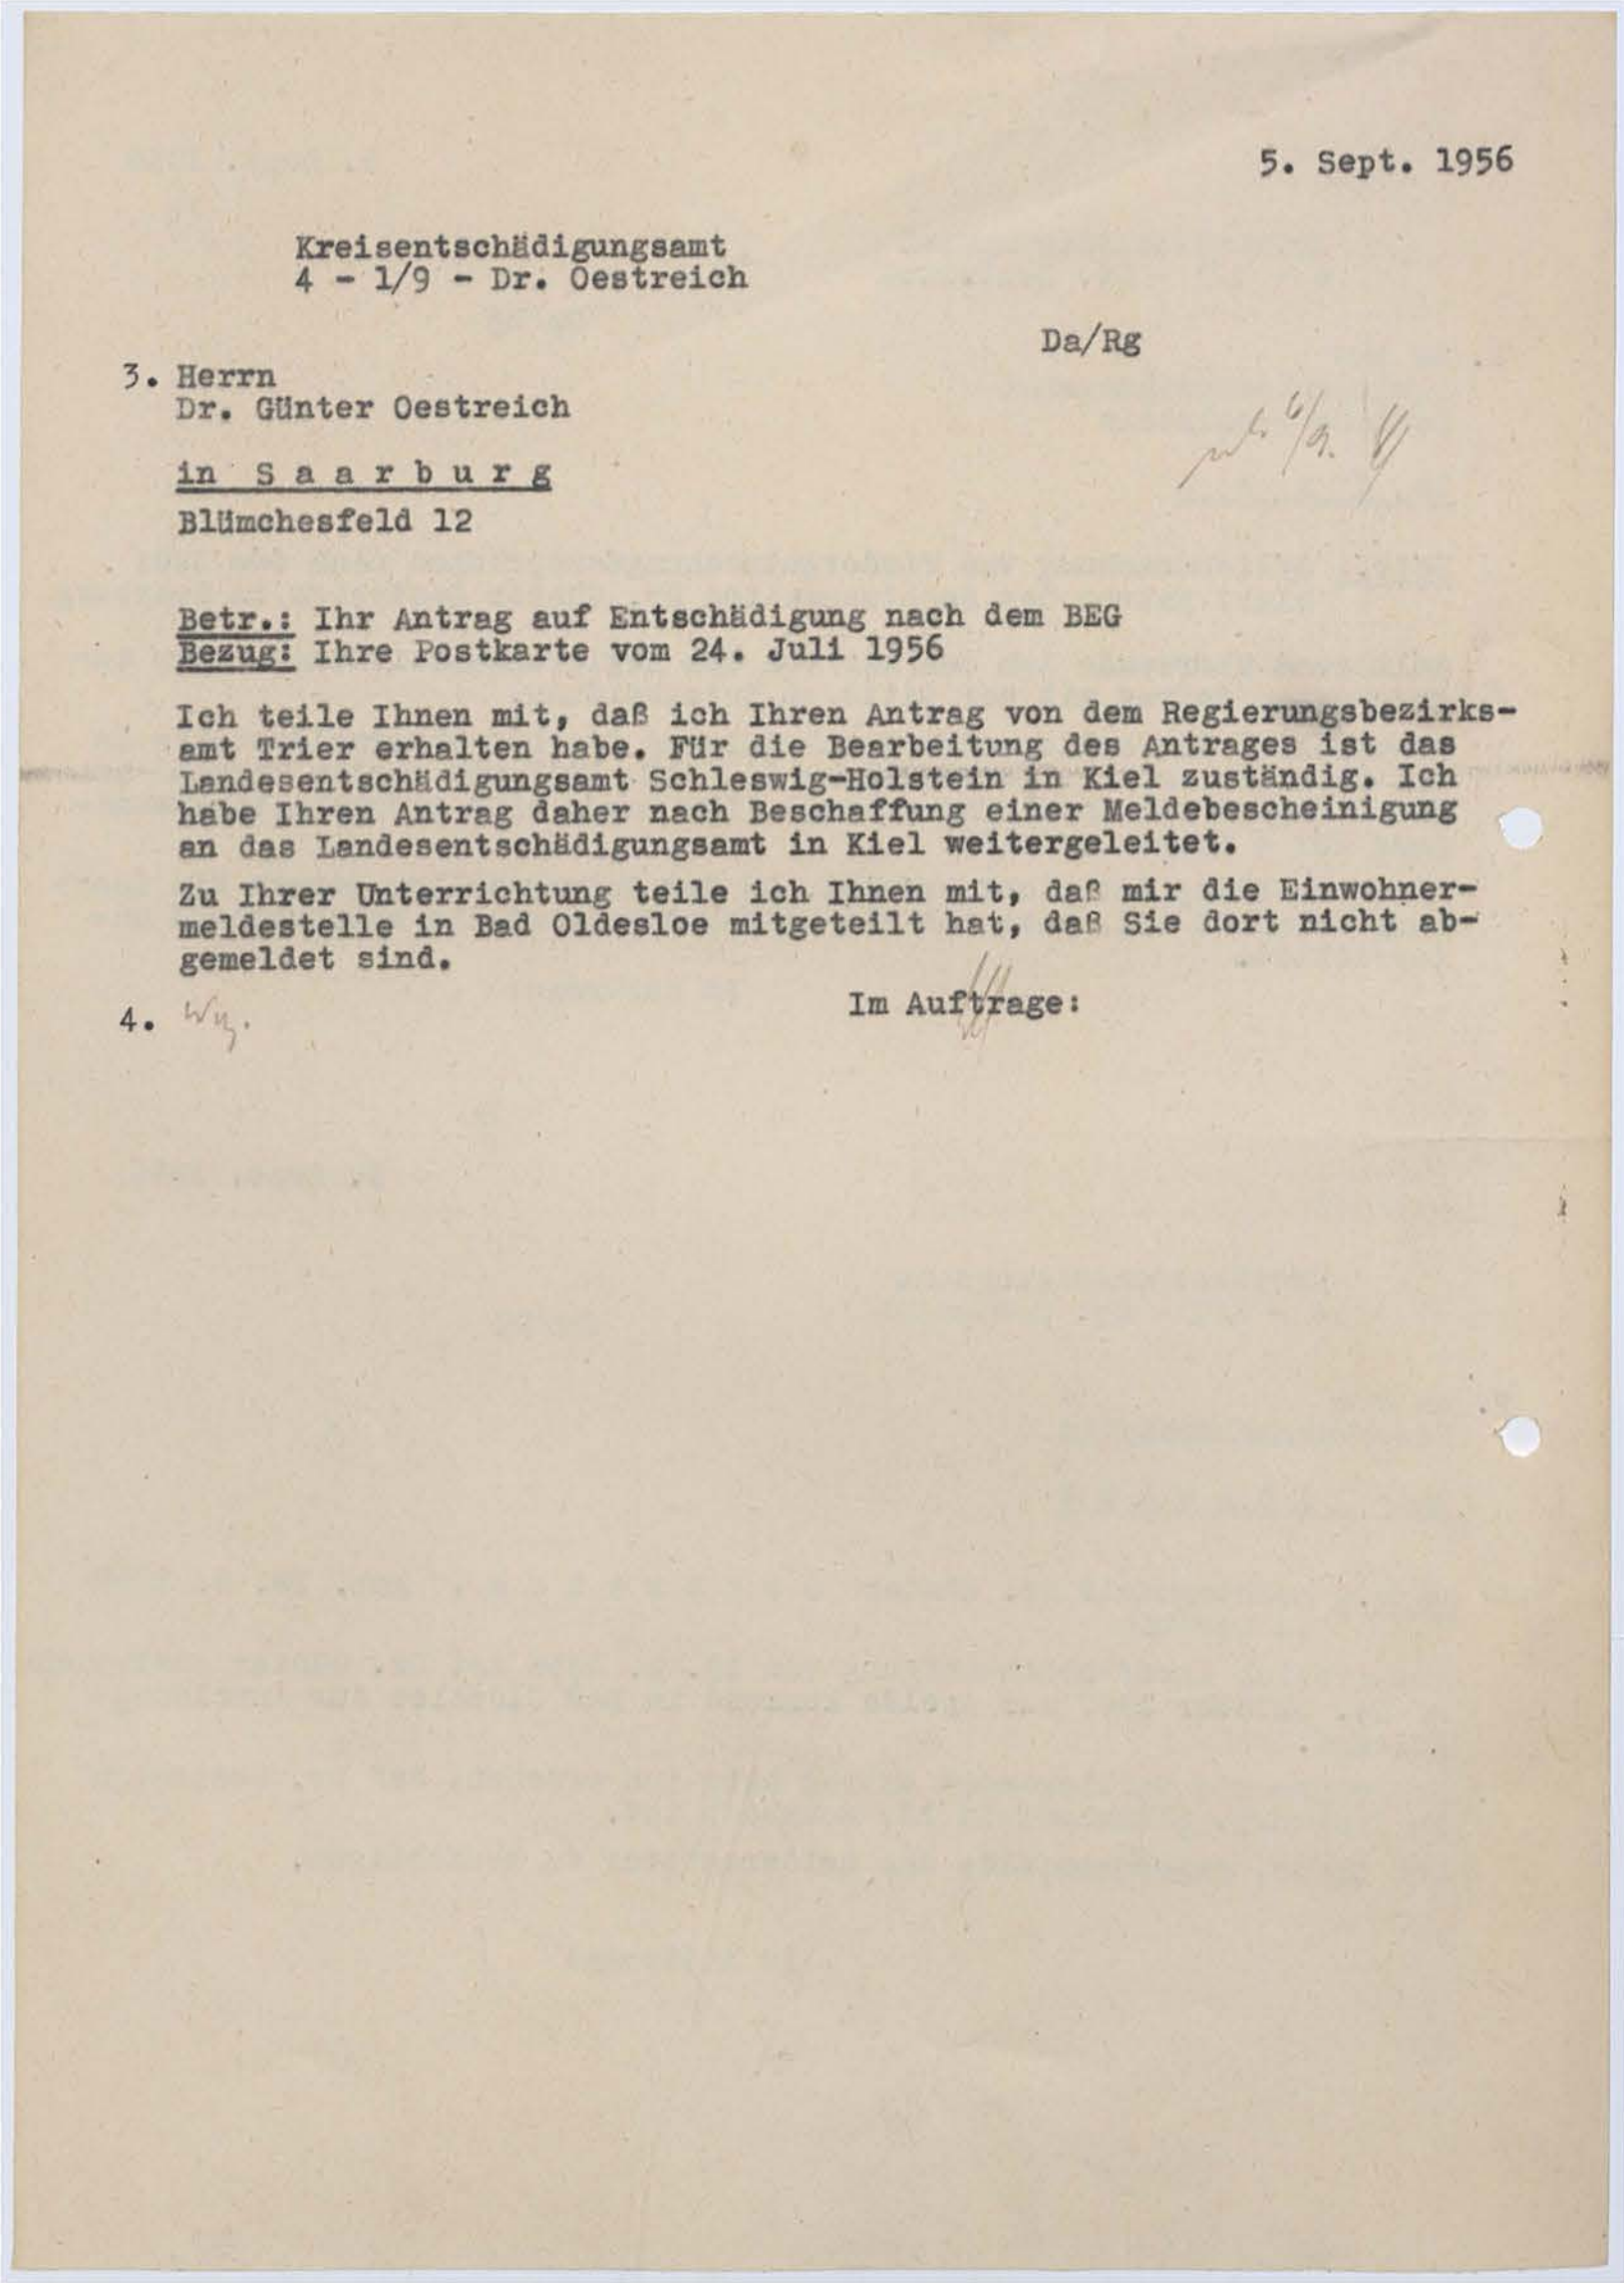 5. Sept. 1956
Kreisentschädigungsamt
4 - 1/9 - Dr. Oestreich
Da/Rg
3. Herrn
Dr. Günter Oestreich
in S a a r b u r g
Blümchesfeld 12
Betr.: Ihr Antrag auf Entschädigung nach dem BEG
Bezug: Ihre Postkarte vom 24. Juli 1956
Ich teile Ihnen mit, daß ich Ihren Antrag von dem Regierungsbezirks-
amt Trier erhalten habe. Für die Bearbeitung des Antrages ist das
Landesentschädigungsamt Schleswig-Holstein in Kiel zuständig. Ich
habe Ihren Antrag daher nach Beschaffung einer Meldebescheinigung
an das Landesentschädigungsamt in Kiel weitergeleitet.
Zu Ihrer Unterrichtung teile ich Ihnen mit, daß mir die Einwohner-
meldestelle in Bad Oldesloe mitgeteilt hat, daß Sie dort nicht ab-
gemeldet sind.
Im Auftrage:
4.